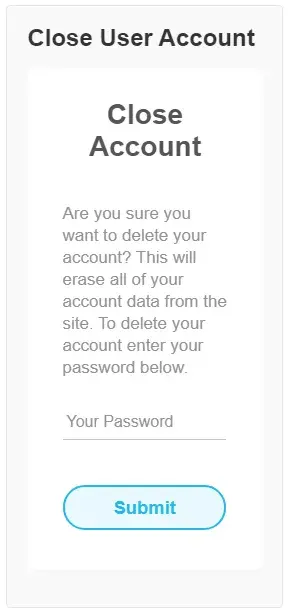 Close User Account
Close
Account
Are you sure you
want to delete your
account? This will
erase all of your
account data from the
site. To delete your
account enter your
password below.
Your Password
Submit